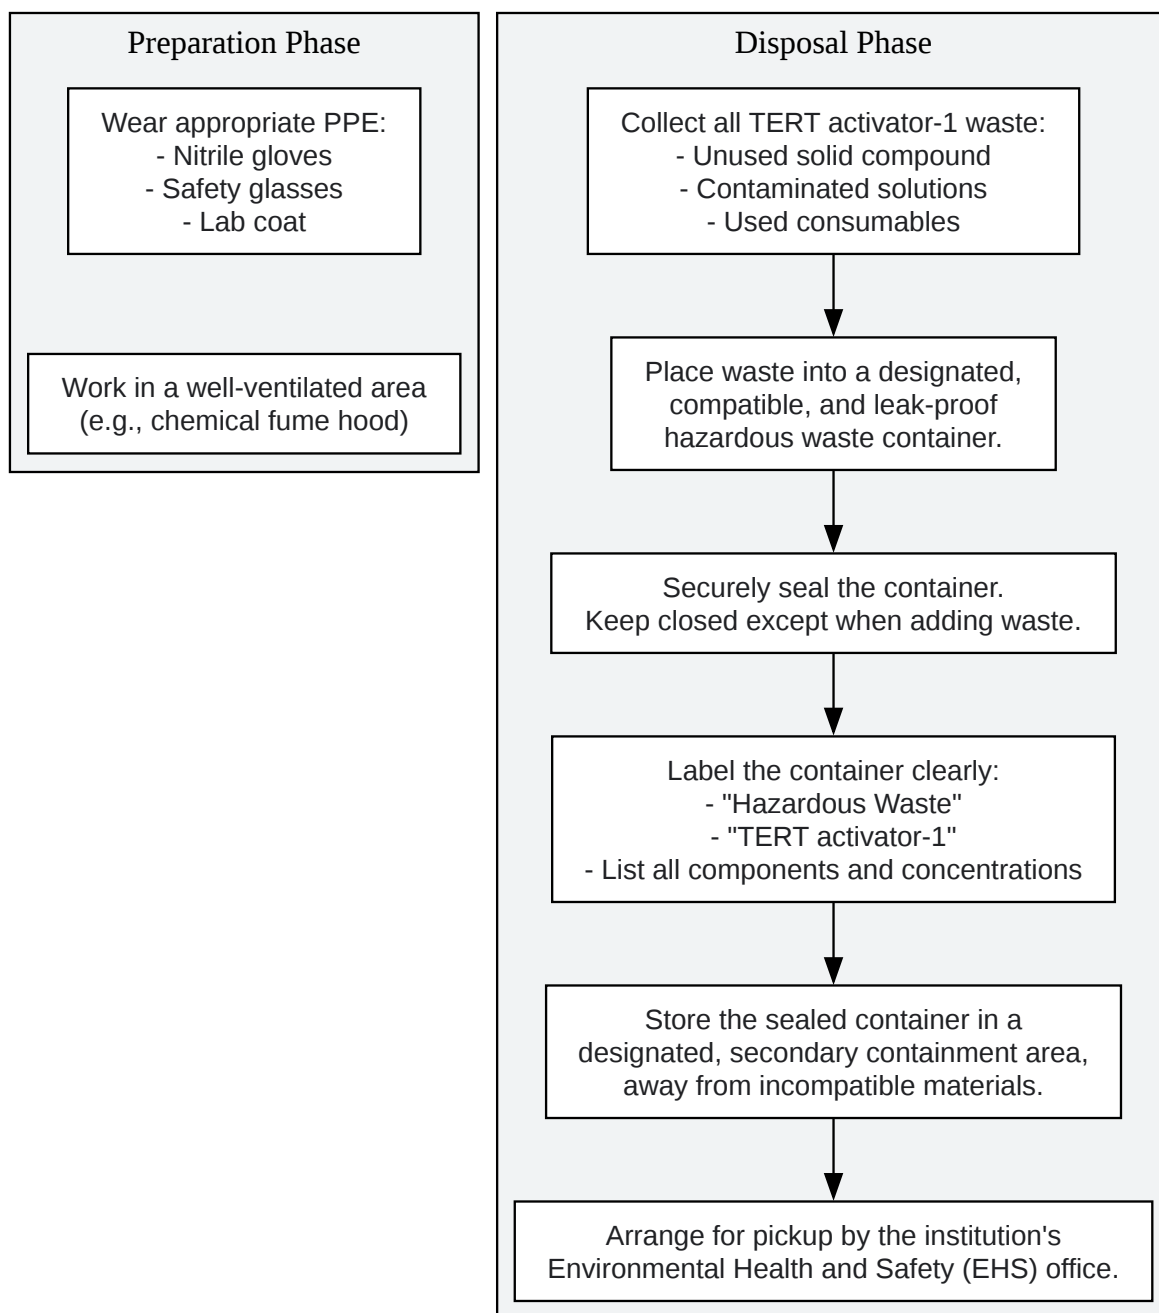 Preparation Phase
Wear appropriate PPE:
- Nitrile gloves
- Safety glasses
- Lab coat
Work in a well-ventilated area
(e.g., chemical fume hood)
Disposal Phase
Collect all TERT activator-1 waste:
- Unused solid compound
- Contaminated solutions
- Used consumables
Place waste into a designated,
compatible, and leak-proof
hazardous waste container.
Securely seal the container.
Keep closed except when adding waste.
Label the container clearly:
- "Hazardous Waste"
- "TERT activator-1"
- List all components and concentrations
Store the sealed container in a
designated, secondary containment area,
away from incompatible materials.
Arrange for pickup by the institution's
Environmental Health and Safety (EHS) office.